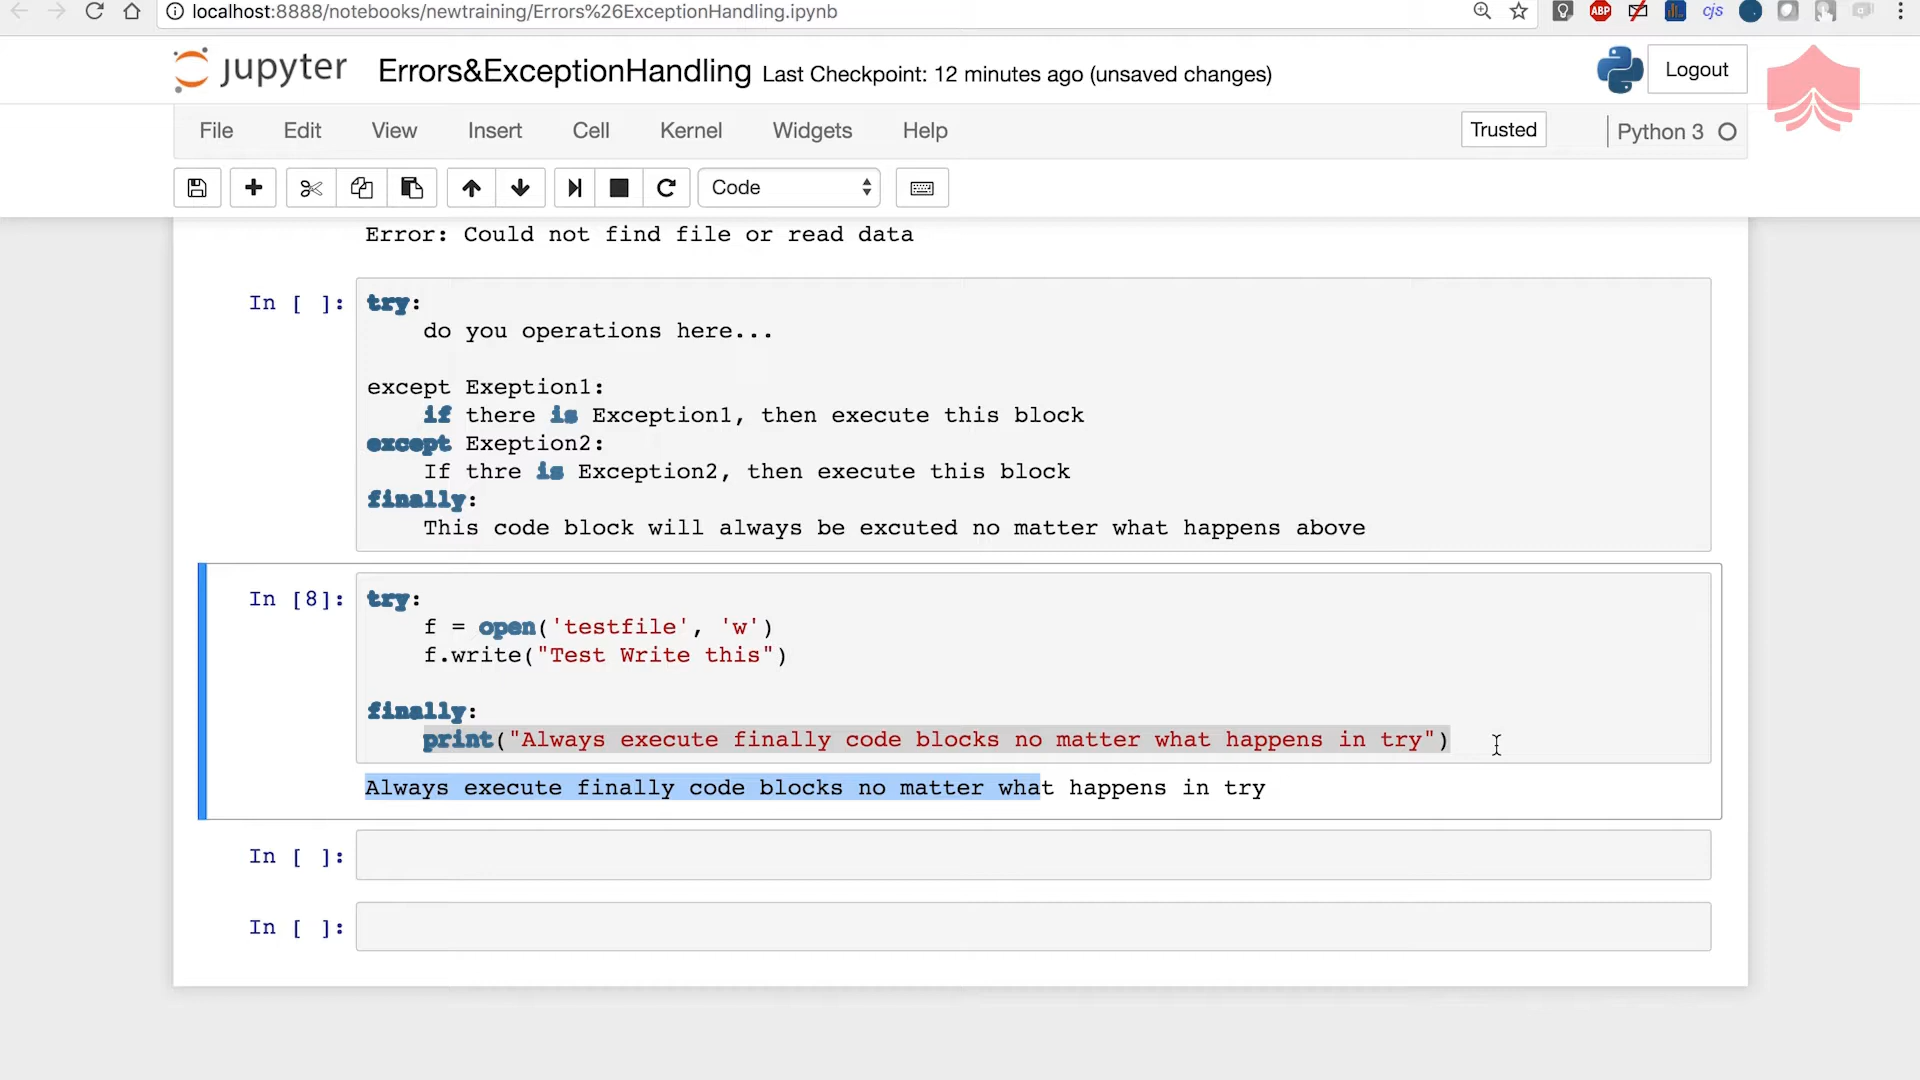 localhost:8888/notebooks/newtraining/Errors%26ExceptionHandling.ipynb
ABP
cjs
jupyter Errors&ExceptionHandling Last Checkpoint: 12 minutes ago (unsaved changes)
Logout
File Edit View Insert Cell Kernel Widgets Help
Trusted
Python 3
Code
Error: Could not find file or read data
In [ ]: try:
do you operations here...
except Exeption1:
if there is Exception1, then execute this block
except Exeption2:
If thre is Exception2, then execute this block
finally:
This code block will always be excuted no matter what happens above
In [8]: try:
f = open('testfile', 'w')
f.write("Test Write this")
finally:
print("Always execute finally code blocks no matter what happens in try")
Always execute finally code blocks no matter what happens in try
In [ ]:
In [ ]: